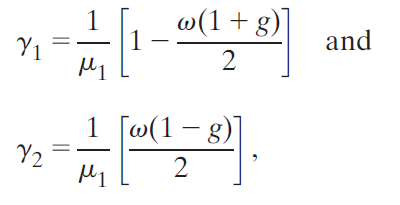 γ₁ = 1/μ₁ [1 − ω(1 + g)/2] and
γ₂ = 1/μ₁ [ω(1 − g)/2],